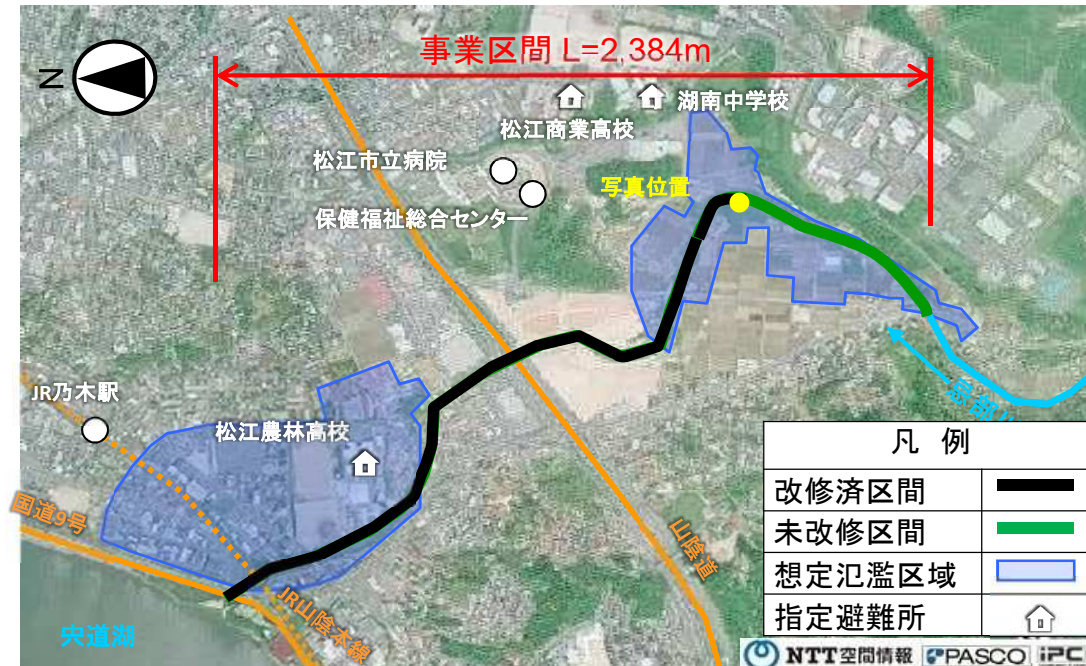 事業区間 L=2,384m
N
湖南中学校
松江商業高校
松江市立病院
写真位置
保健福祉総合センター
JR乃木駅
松江農林高校
忌部川
国道9号
山陰道
JR山陰本線
宍道湖
凡 例
改修済区間
未改修区間
想定氾濫区域
指定避難所
NTT空間情報 PASCO iPC